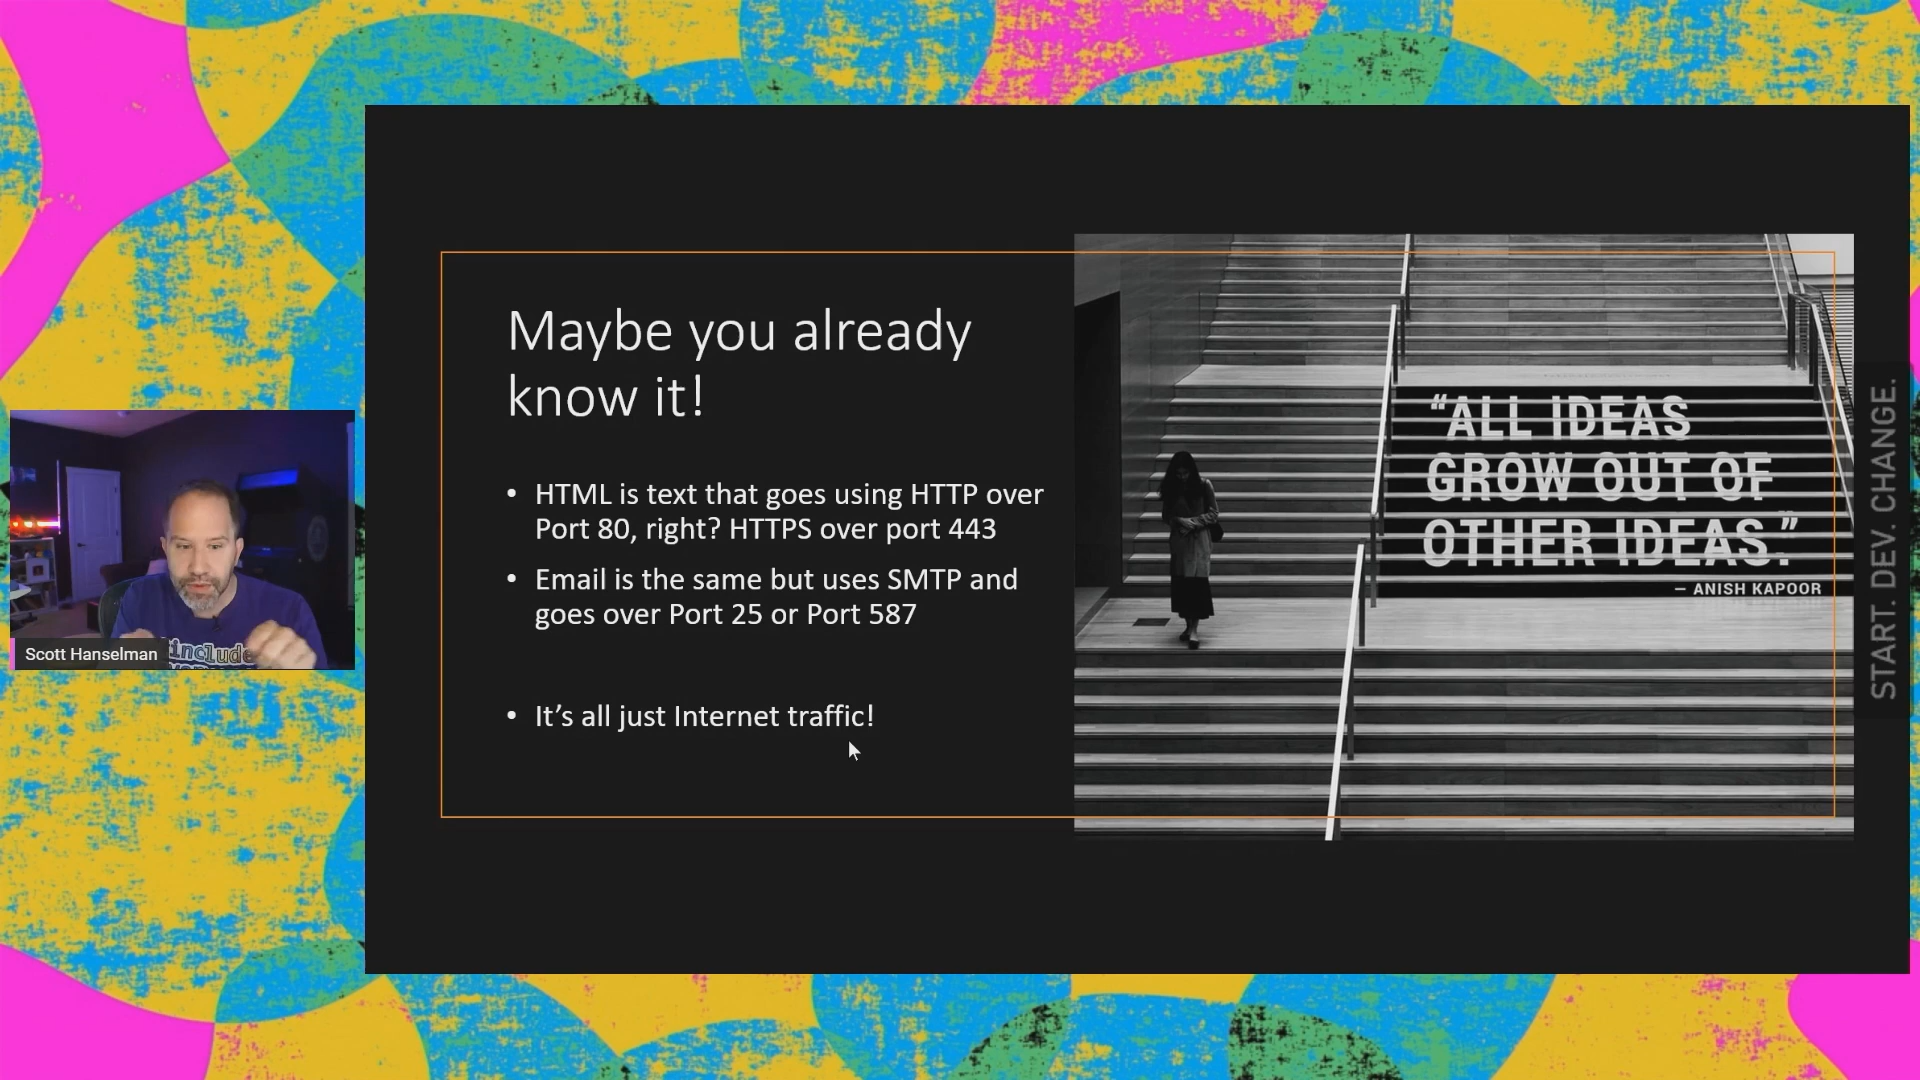 Maybe you already
know it!
• HTML is text that goes using HTTP over
Port 80, right? HTTPS over port 443
• Email is the same but uses SMTP and
goes over Port 25 or Port 587
• It’s all just Internet traffic!
“ALL IDEAS
GROW OUT OF
OTHER IDEAS.”
– ANISH KAPOOR
START. DEV. CHANGE.
#include
Scott Hanselman